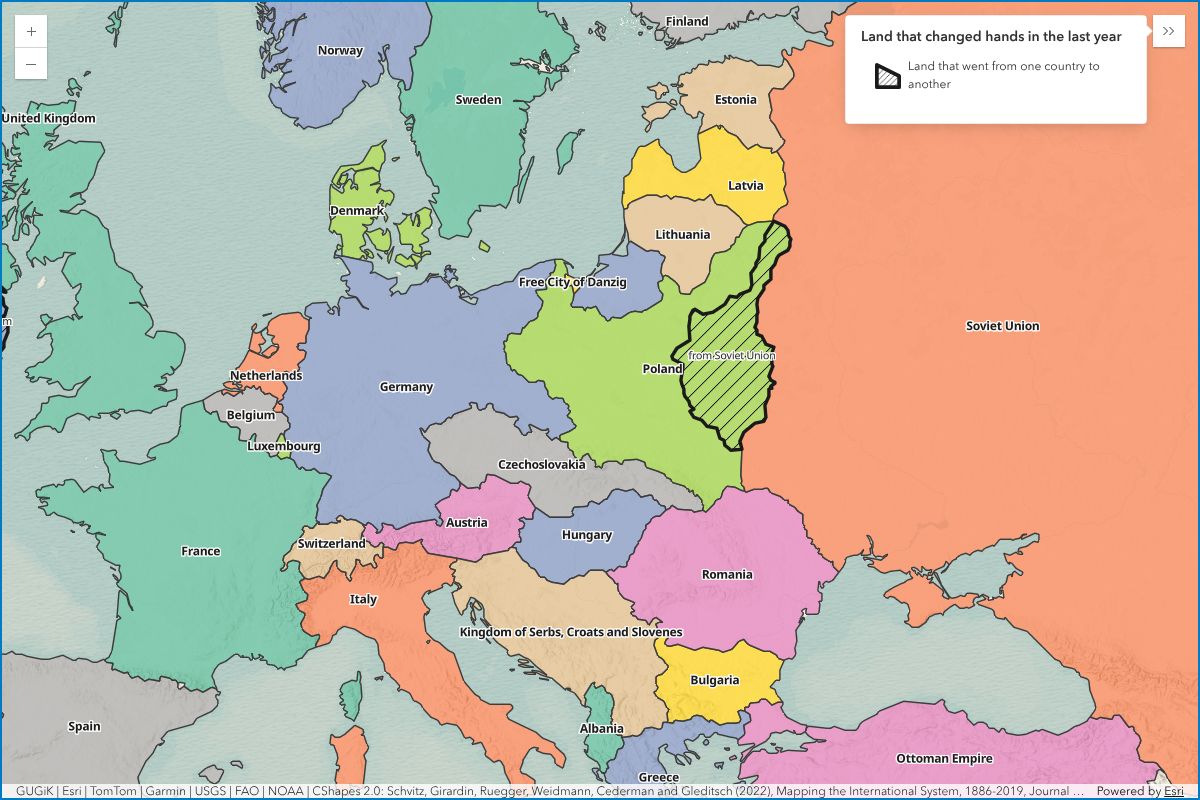 Finland
Norway
Land that changed hands in the last year
Land that went from one country to
another
Sweden
Estonia
United Kingdom
Latvia
Denmark
Lithuania
Free City of Danzig
m
Soviet Union
from Soviet Union
Poland
Netherlands
Germany
Belgium
Luxembourg
Czechoslovakia
Austria
Hungary
Switzerland
France
Romania
Italy
Kingdom of Serbs, Croats and Slovenes
Bulgaria
Spain
Albania
Ottoman Empire
Greece
GUGiK | Esri | TomTom | Garmin | USGS | FAO | NOAA | CShapes 2.0: Schvitz, Girardin, Ruegger, Weidmann, Cederman and Gleditsch (2022), Mapping the International System, 1886-2019, Journal ... Powered by Esri